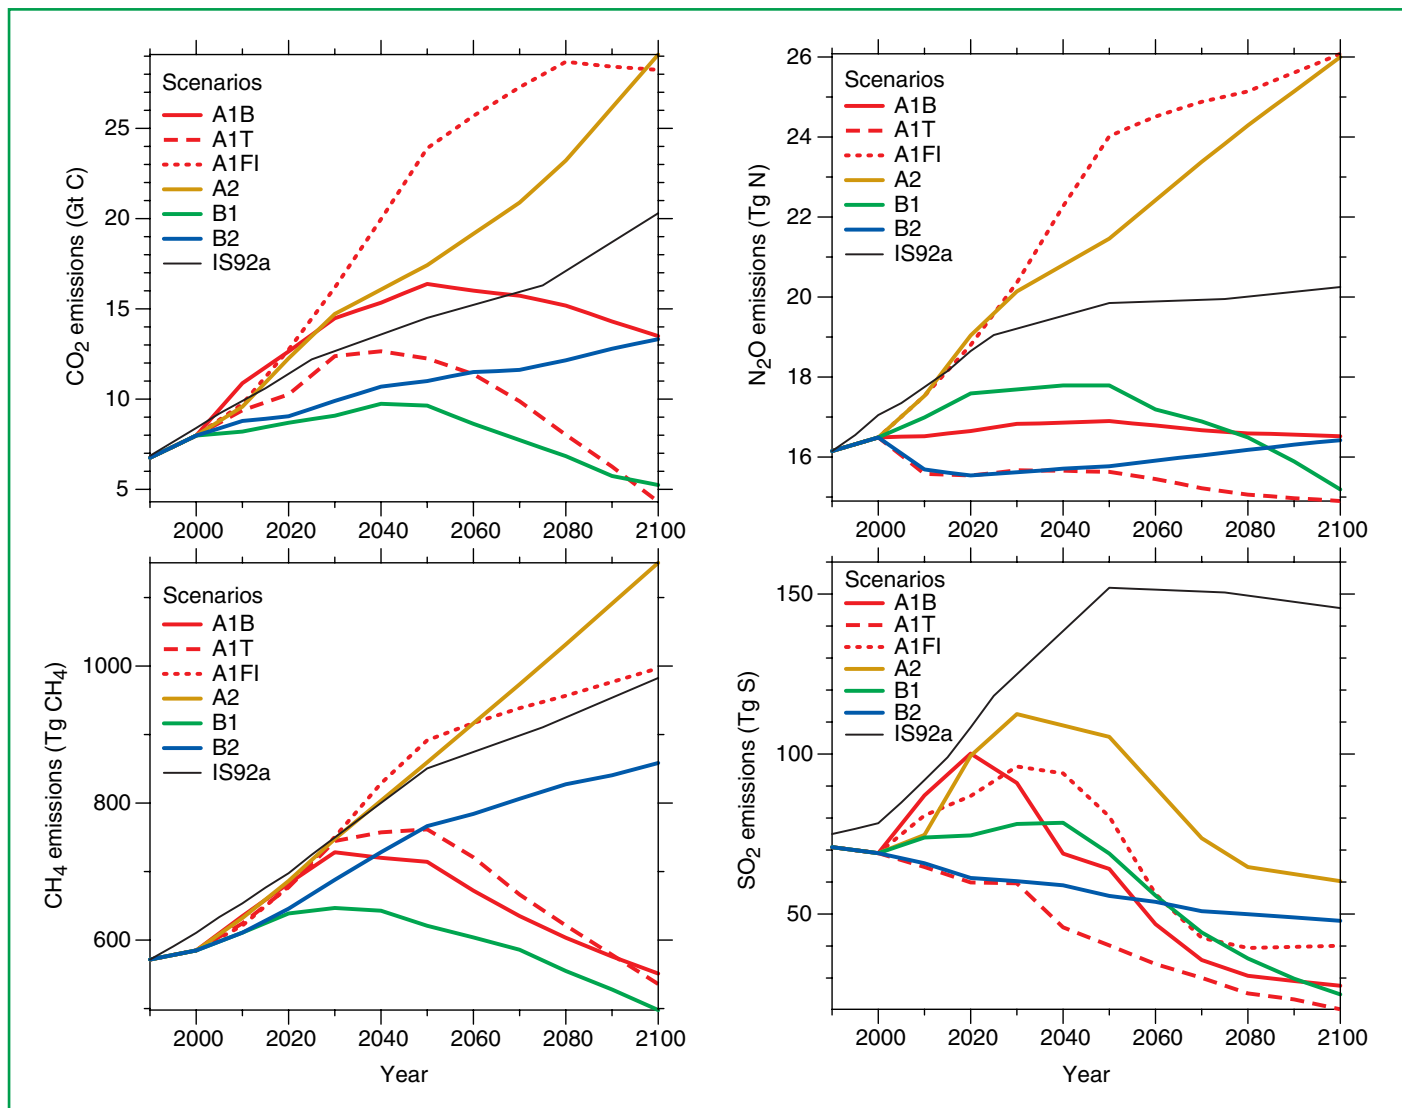 Scenarios
A1B
A1T
A1FI
A2
B1
B2
IS92a
CO2 emissions (Gt C)
25
20
15
10
5
2000 2020 2040 2060 2080 2100
Scenarios
A1B
A1T
A1FI
A2
B1
B2
IS92a
N2O emissions (Tg N)
26
24
22
20
18
16
2000 2020 2040 2060 2080 2100
Scenarios
A1B
A1T
A1FI
A2
B1
B2
IS92a
CH4 emissions (Tg CH4)
1000
800
600
2000 2020 2040 2060 2080 2100
Year
Scenarios
A1B
A1T
A1FI
A2
B1
B2
IS92a
SO2 emissions (Tg S)
150
100
50
2000 2020 2040 2060 2080 2100
Year